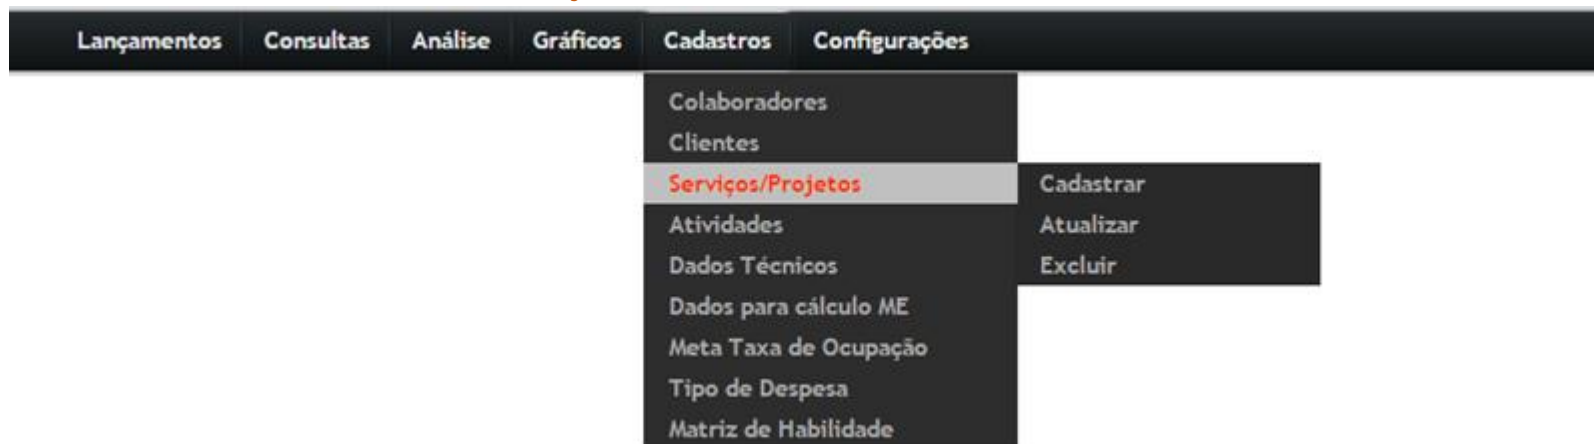 Lançamentos Consultas Análise Gráficos Cadastros Configurações
Colaboradores
Clientes
Serviços/Projetos Cadastrar
Atividades Atualizar
Dados Técnicos Excluir
Dados para cálculo ME
Meta Taxa de Ocupação
Tipo de Despesa
Matriz de Habilidade